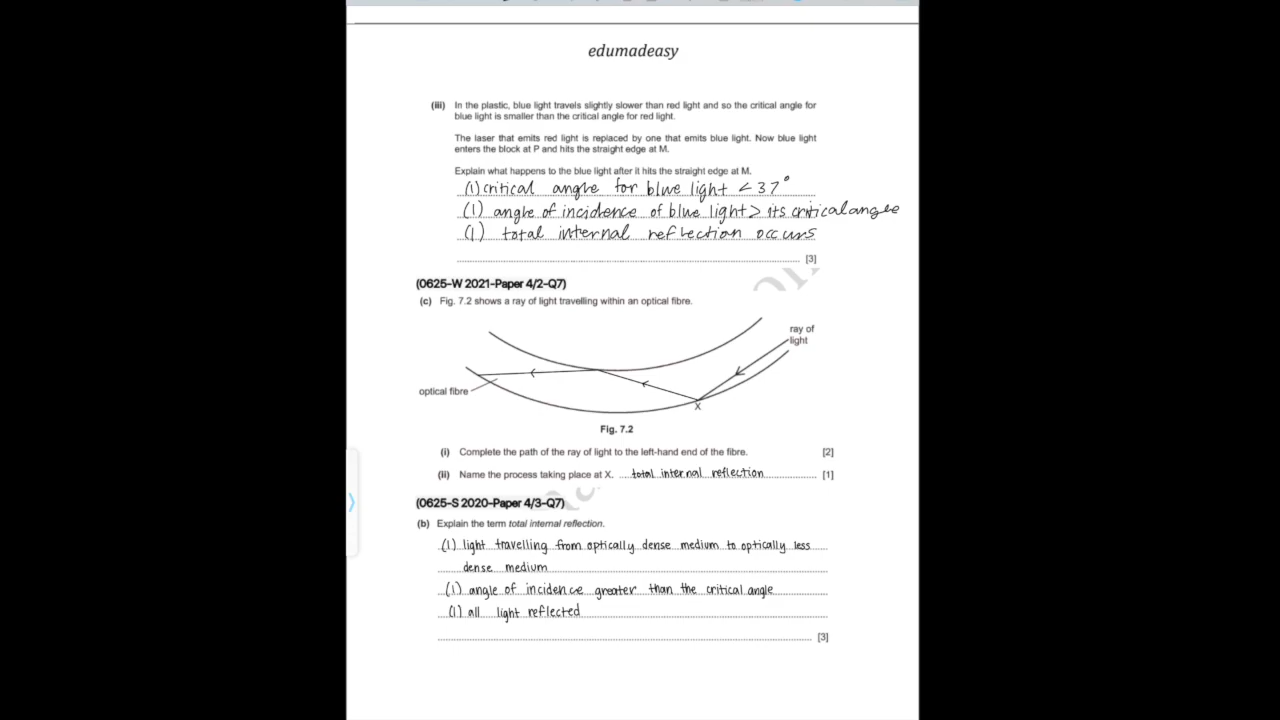 edumadeasy
(iii) In the plastic, blue light travels slightly slower than red light and so the critical angle for
blue light is smaller than the critical angle for red light.
The laser that emits red light is replaced by one that emits blue light. Now blue light
enters the block at P and hits the straight edge at M.
Explain what happens to the blue light after it hits the straight edge at M.
(1) critical angle for blue light < 37°
(1) angle of incidence of blue light > its critical angle
(1) total internal reflection occurs
[3]
(0625-W 2021-Paper 4/2-Q7)
(c) Fig. 7.2 shows a ray of light travelling within an optical fibre.
ray of
light
optical fibre
X
Fig. 7.2
(i) Complete the path of the ray of light to the left-hand end of the fibre. [2]
(ii) Name the process taking place at X. total internal reflection [1]
(0625-S 2020-Paper 4/3-Q7)
(b) Explain the term total internal reflection.
(1) light travelling from optically dense medium to optically less
dense medium
(1) angle of incidence greater than the critical angle
(1) all light reflected
[3]